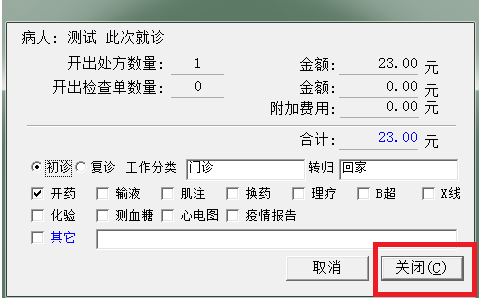 病人: 测试 此次就诊
开出处方数量: 1 金额: 23.00 元
开出检查单数量: 0 金额: 0.00 元
附加费用: 0.00 元
合计: 23.00 元
初诊 复诊 工作分类 门诊 转归 回家
开药 输液 肌注 换药 理疗 B超 X线
化验 测血糖 心电图 疫情报告
其它
取消 关闭(C)